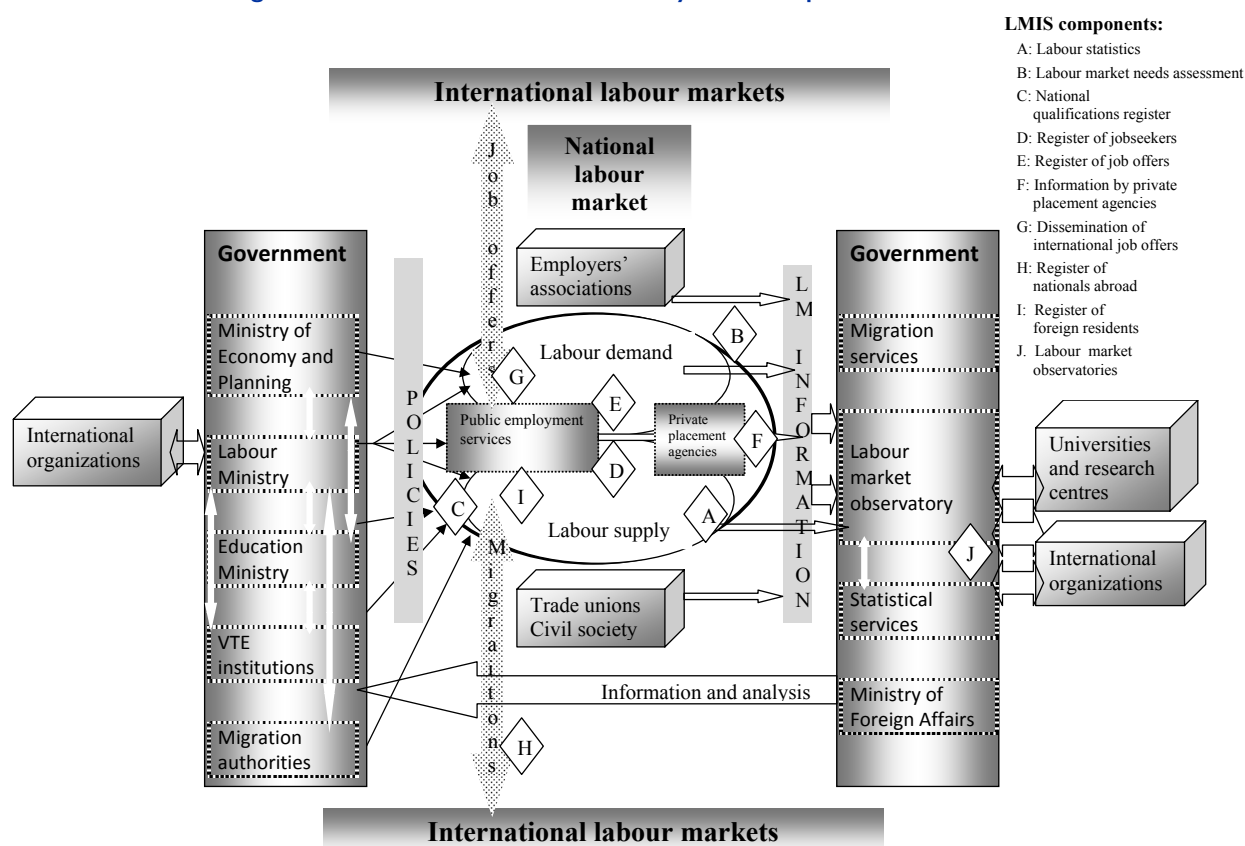 LMIS components:
A: Labour statistics
B: Labour market needs assessment
C: National
qualifications register
D: Register of jobseekers
E: Register of job offers
F: Information by private
placement agencies
G: Dissemination of
international job offers
H: Register of
nationals abroad
I: Register of
foreign residents
J. Labour market
observatories
International labour markets
National
labour
market
Job offers
Government
Ministry of
Economy and
Planning
Labour
Ministry
Education
Ministry
VTE
institutions
Migration
authorities
International
organizations
POLICIES
Employers'
associations
Labour demand
B
G
E
Public employment
services
Private
placement
agencies
F
D
I
C
A
Labour supply
Migraitons
Trade unions
Civil society
H
LM INFORMATION
Information and analysis
Government
Migration
services
Labour
market
observatory
J
Statistical
services
Ministry of
Foreign Affairs
Universities
and research
centres
International
organizations
International labour markets